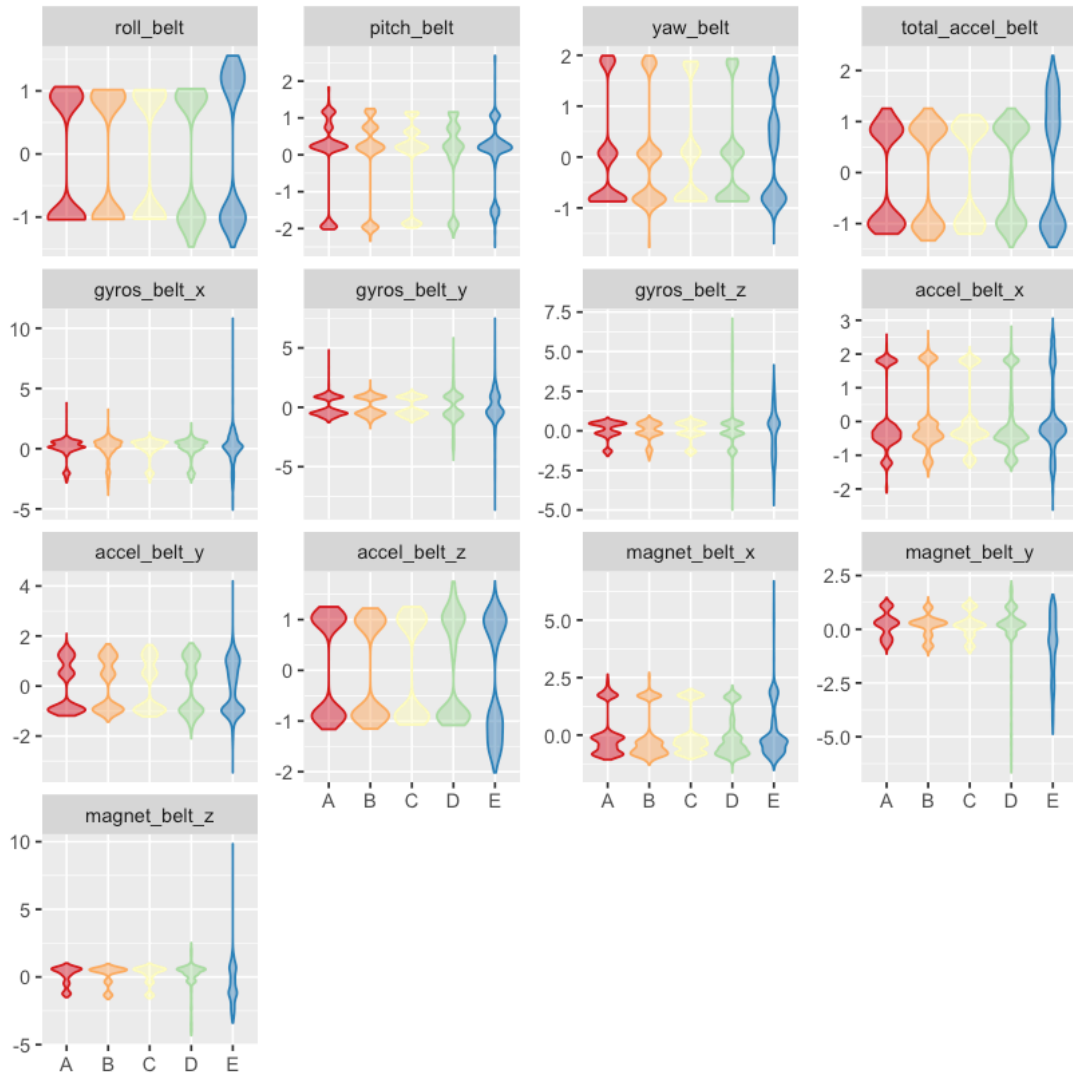 roll_belt pitch_belt yaw_belt total_accel_belt
1 0 -1
2 1 0 -1 -2
2 1 0 -1
2 1 0 -1
gyros_belt_x gyros_belt_y gyros_belt_z accel_belt_x
10 5 0 -5
5 0 -5
7.5 5.0 2.5 0.0 -2.5 -5.0
3 2 1 0 -1 -2
accel_belt_y accel_belt_z magnet_belt_x magnet_belt_y
4 2 0 -2
1 0 -1 -2
5.0 2.5 0.0
2.5 0.0 -2.5 -5.0
A B C D E A B C D E A B C D E
magnet_belt_z
10 5 0 -5
A B C D E